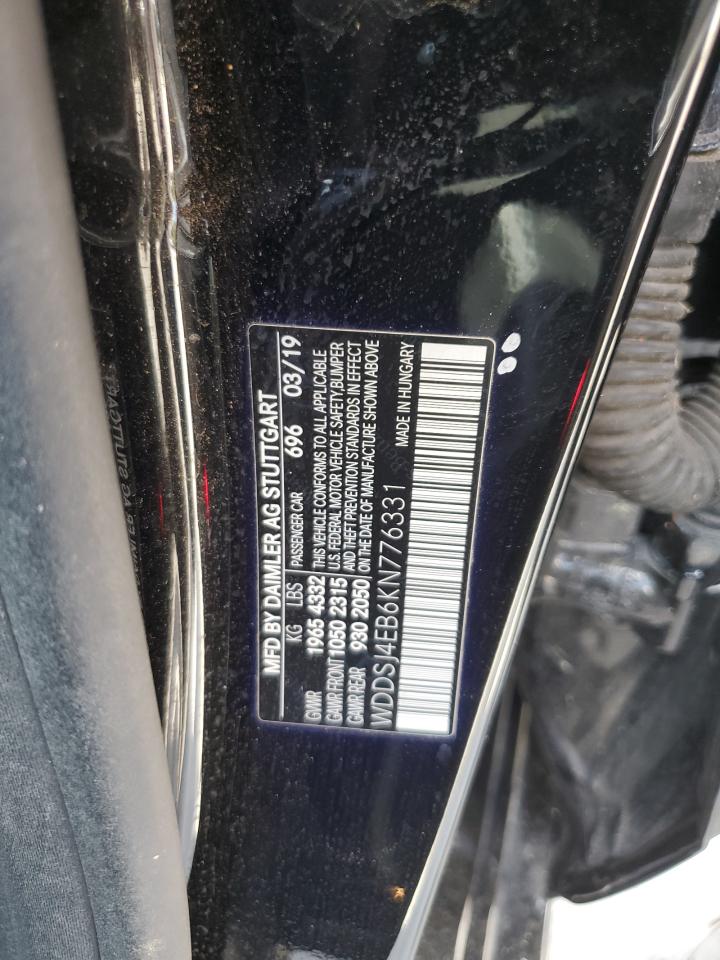 MFD BY DAIMLER AG STUTTGART
KG LBS PASSENGER CAR 696 03/19
GVWR 1965 4332 THIS VEHICLE CONFORMS TO ALL APPLICABLE
GAWR FRONT 1050 2315 U.S. FEDERAL MOTOR VEHICLE SAFETY, BUMPER
GAWR REAR 930 2050 AND THEFT PREVENTION STANDARDS IN EFFECT
ON THE DATE OF MANUFACTURE SHOWN ABOVE
WDDSJ4EB6KN776331 MADE IN HUNGARY